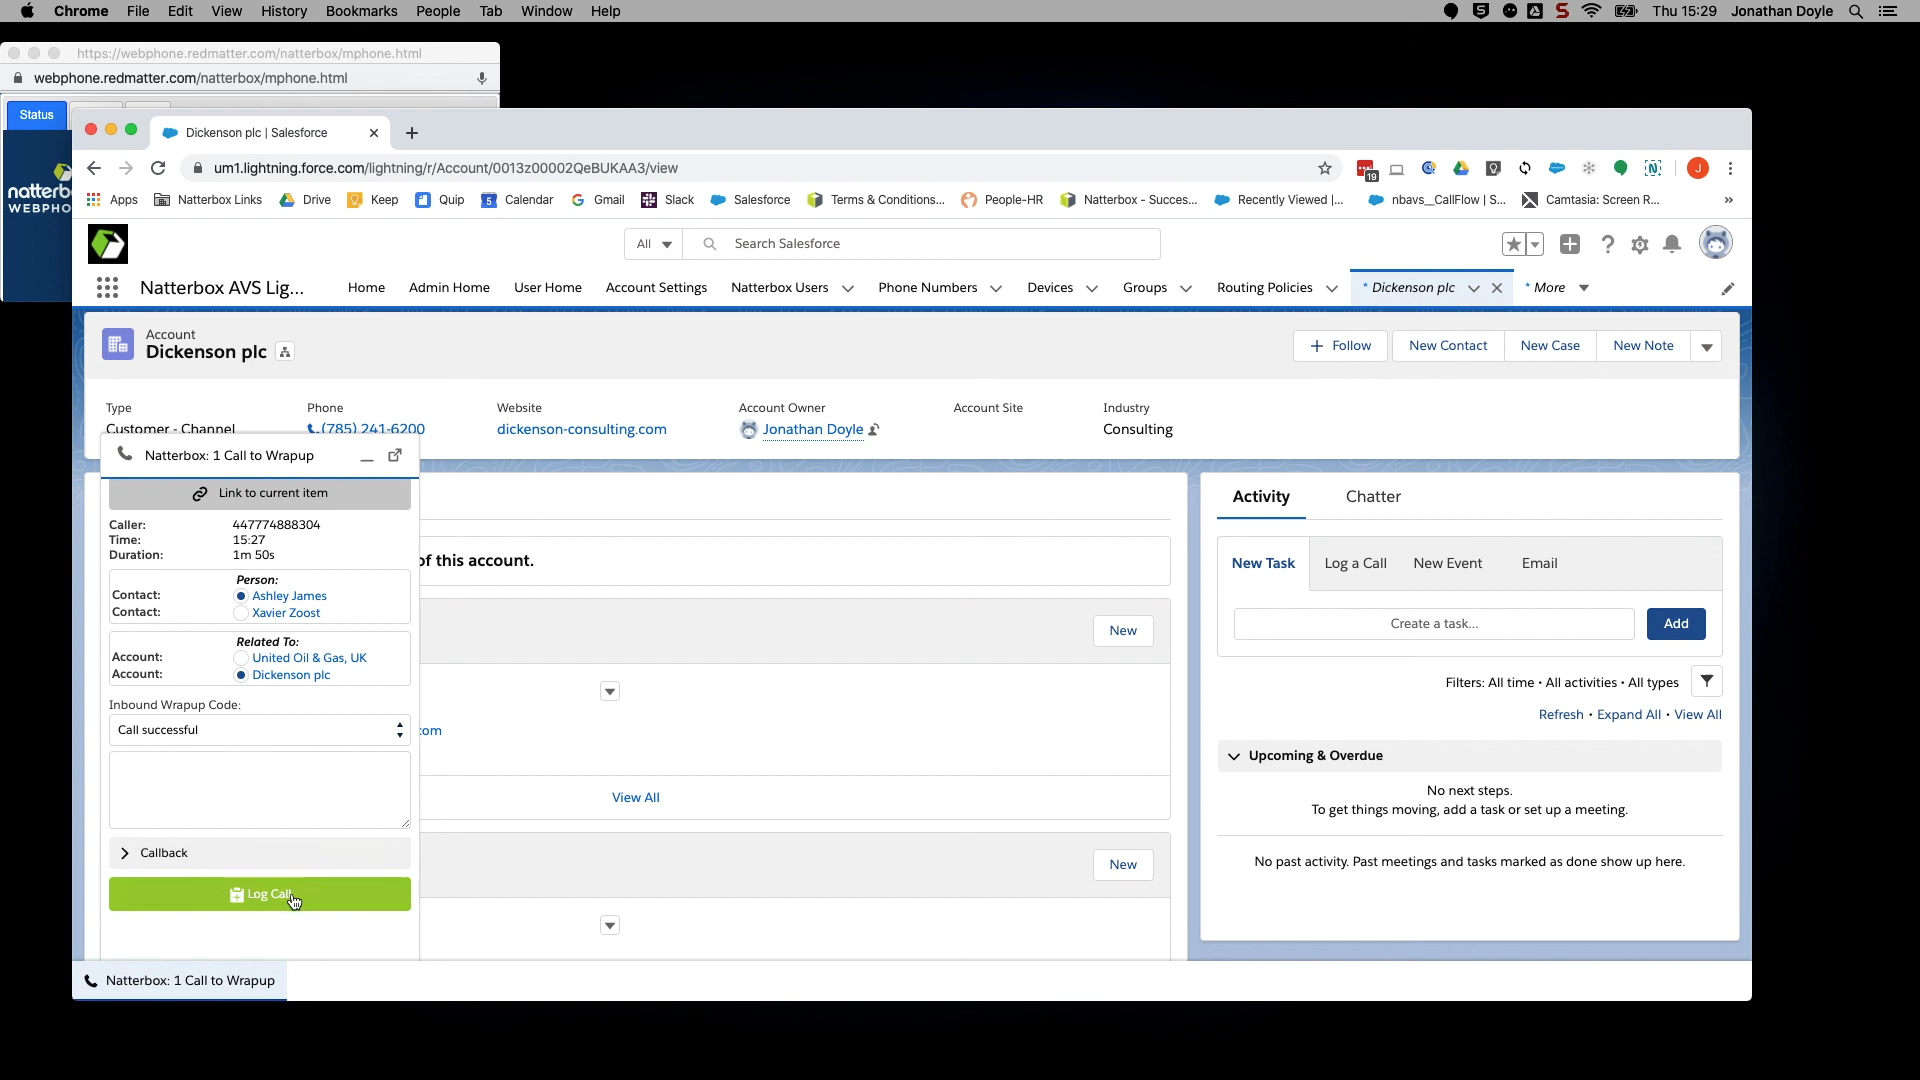 Chrome File Edit View History Bookmarks People Tab Window Help Thu 15:29 Jonathan Doyle
https://webphone.redmatter.com/natterbox/mphone.html
webphone.redmatter.com/natterbox/mphone.html
Status
Dickenson plc | Salesforce
um1.lightning.force.com/lightning/r/Account/0013z00002QeBUKAA3/view
19
J
WEBPHO
Apps Natterbox Links Drive Keep Quip 5 Calendar Gmail Slack Salesforce Terms & Conditions... People-HR Natterbox - Succes... Recently Viewed |... nbavs__CallFlow | S... Camtasia: Screen R... »
All Search Salesforce
Natterbox AVS Lig... Home Admin Home User Home Account Settings Natterbox Users Phone Numbers Devices Groups Routing Policies * Dickenson plc * More
Account
Dickenson plc
Follow New Contact New Case New Note
Type Phone Website Account Owner Account Site Industry
Customer - Channel (785) 241-6200 dickenson-consulting.com Jonathan Doyle Consulting
Natterbox: 1 Call to Wrapup
Link to current item
Caller: 447774888304
Time: 15:27
Duration: 1m 50s
Person:
Contact: Ashley James
Contact: Xavier Zoost
Related To:
Account: United Oil & Gas, UK
Account: Dickenson plc
Inbound Wrapup Code:
Call successful
Callback
Log Call
of this account.
New
com
View All
New
Activity Chatter
New Task Log a Call New Event Email
Create a task... Add
Filters: All time • All activities • All types
Refresh • Expand All • View All
Upcoming & Overdue
No next steps.
To get things moving, add a task or set up a meeting.
No past activity. Past meetings and tasks marked as done show up here.
Natterbox: 1 Call to Wrapup